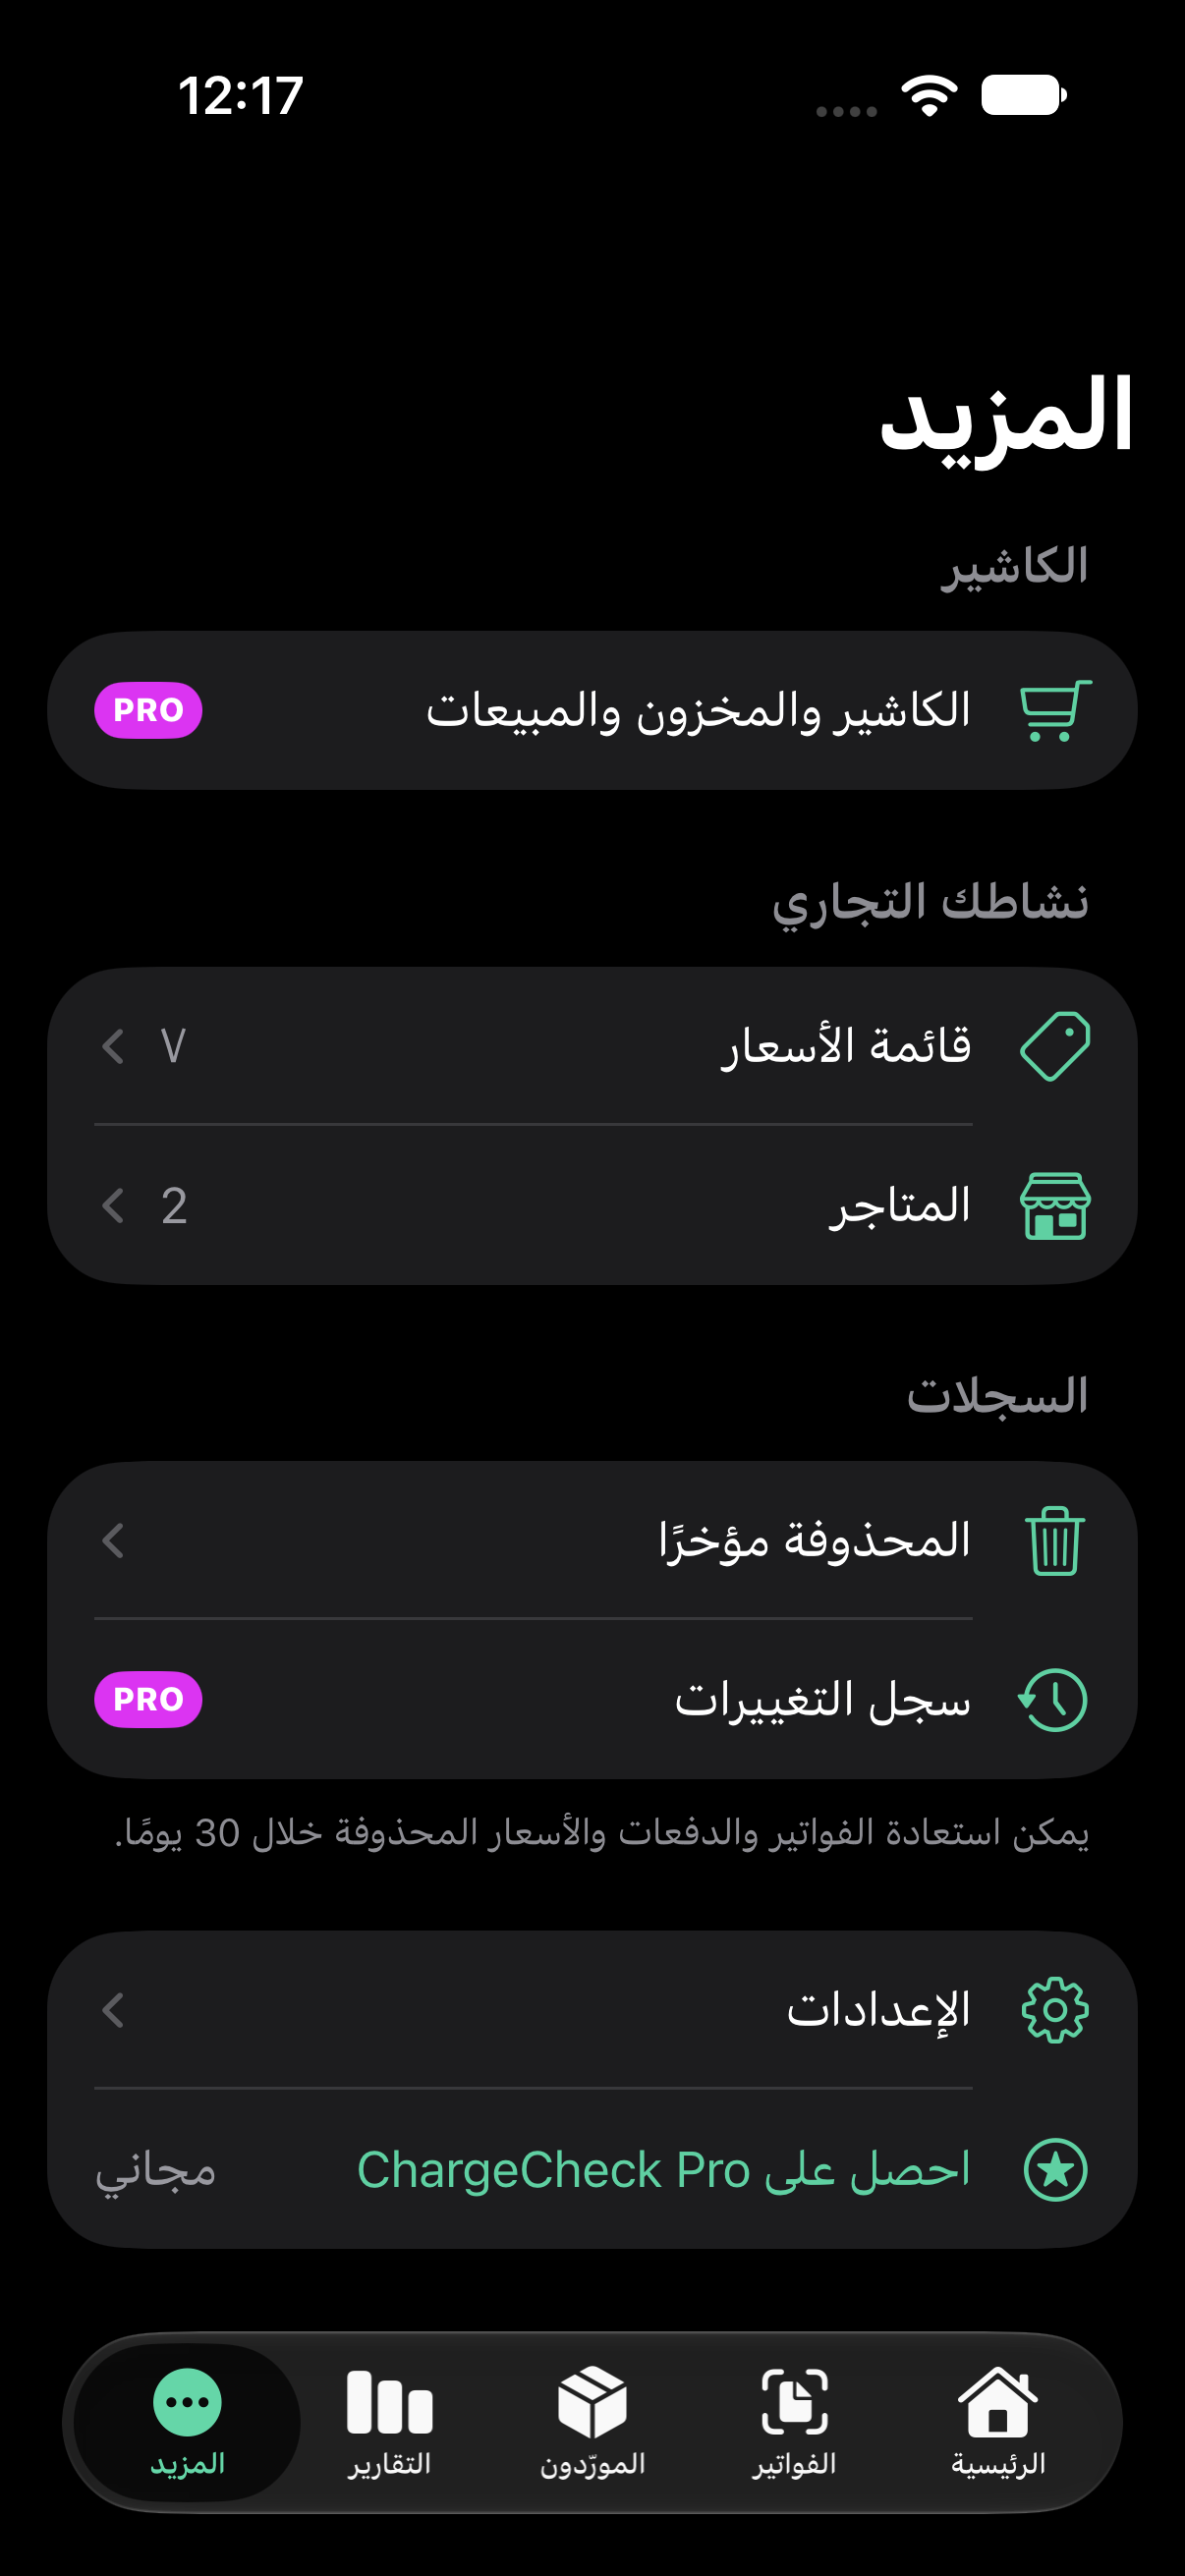 12:17
المزيد
الكاشير
الكاشير والمخزون والمبيعات PRO
نشاطك التجاري
قائمة الأسعار ٧
المتاجر 2
السجلات
المحذوفة مؤخرًا
سجل التغييرات PRO
يمكن استعادة الفواتير والدفعات والأسعار المحذوفة خلال 30 يومًا.
الإعدادات
احصل على ChargeCheck Pro مجاني
الرئيسية الفواتير المورّدون التقارير المزيد